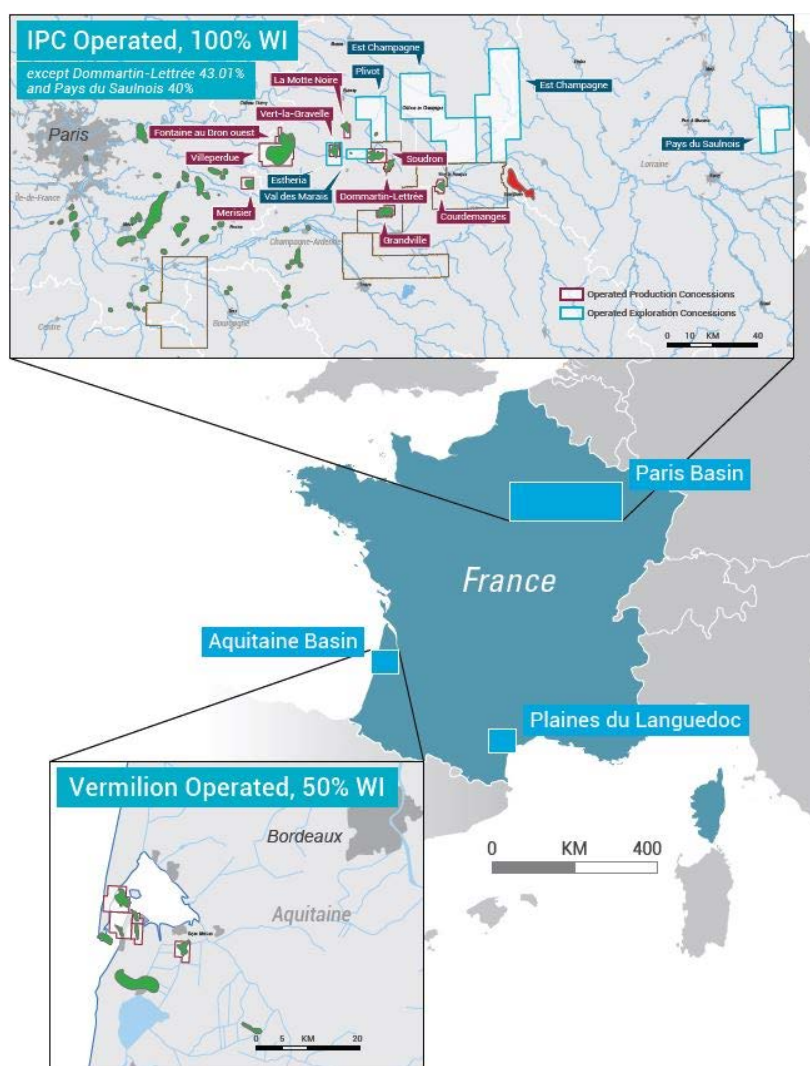 IPC Operated, 100% WI
except Dommartin-Lettrée 43.01%
and Pays du Saulnois 40%
Est Champagne
Plivot
La Motte Noire
Est Champagne
Vert-la-Gravelle
Paris
Fontaine au Bron ouest
Villeperdue
Soudron
Pays du Saulnois
Lorraine
Île-de-France
Estheria
Val des Marais
Dommartin-Lettrée
Merisier
Courdemanges
Grandville
Champagne-Ardenne
Operated Production Concessions
Operated Exploration Concessions
Centre
Bourgogne
0 10 KM 40
Paris Basin
France
Aquitaine Basin
Plaines du Languedoc
Vermilion Operated, 50% WI
Bordeaux
Aquitaine
0 KM 400
0 5 KM 20